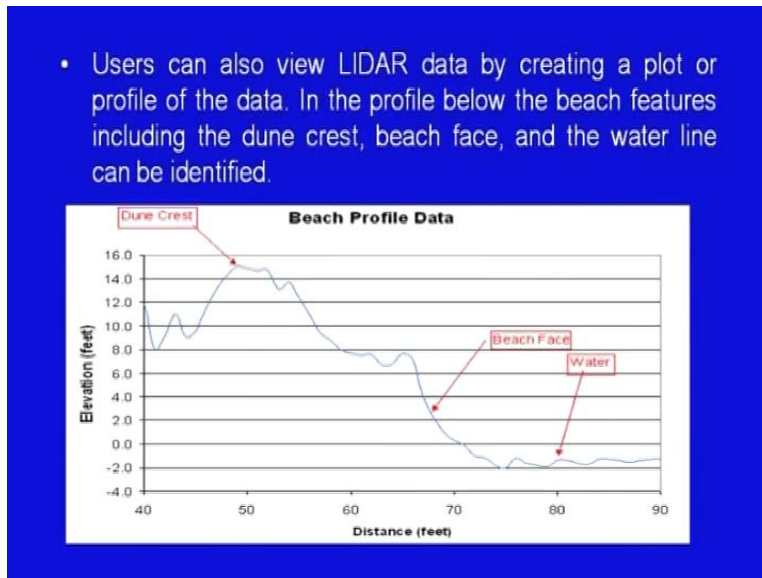 • Users can also view LIDAR data by creating a plot or
profile of the data. In the profile below the beach features
including the dune crest, beach face, and the water line
can be identified.
Dune Crest
Beach Profile Data
16.0
14.0
12.0
10.0
8.0
6.0
4.0
2.0
0.0
-2.0
-4.0
Elevation (feet)
Beach Face
Water
40 50 60 70 80 90
Distance (feet)